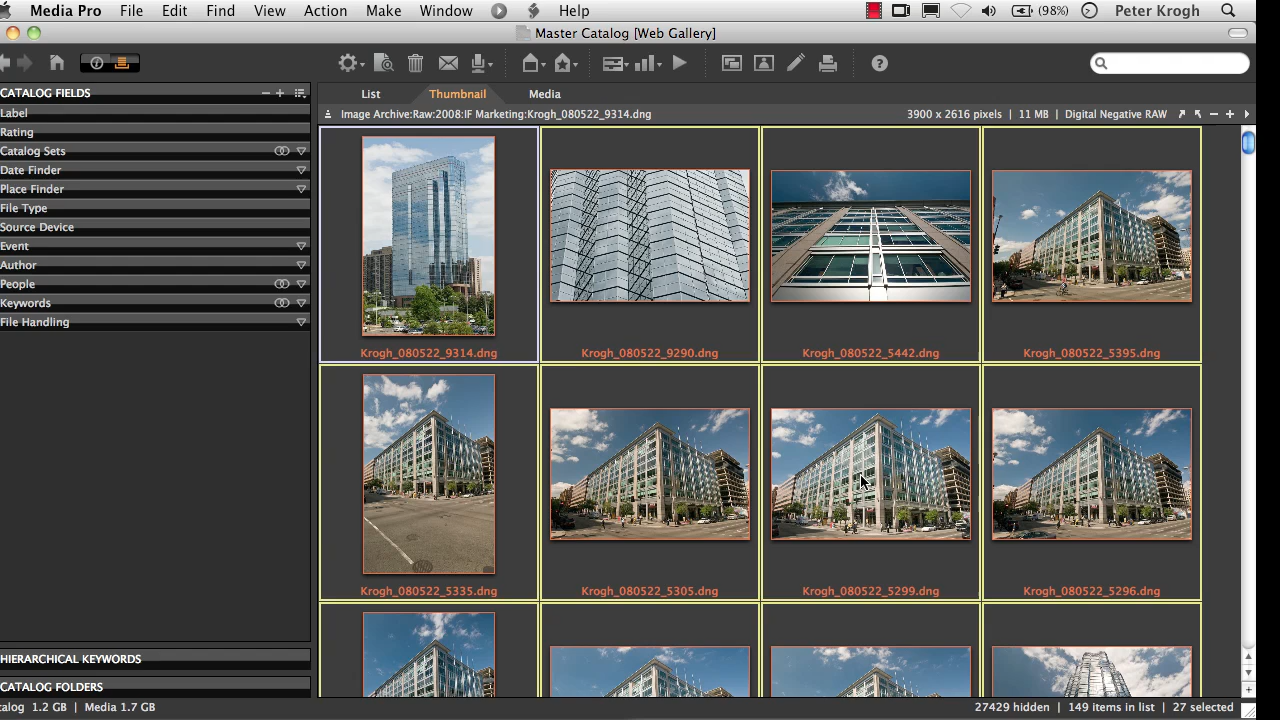 Media Pro File Edit Find View Action Make Window Help (98%) Peter Krogh
Master Catalog [Web Gallery]
CATALOG FIELDS
List Thumbnail Media
Label
Image Archive:Raw:2008:IF Marketing:Krogh_080522_9314.dng 3900 x 2616 pixels | 11 MB | Digital Negative RAW
Rating
Catalog Sets
Date Finder
Place Finder
File Type
Source Device
Event
Author
People
Keywords
File Handling
Krogh_080522_9314.dng Krogh_080522_9290.dng Krogh_080522_5442.dng Krogh_080522_5395.dng
Krogh_080522_5335.dng Krogh_080522_5305.dng Krogh_080522_5299.dng Krogh_080522_5296.dng
HIERARCHICAL KEYWORDS
CATALOG FOLDERS
talog 1.2 GB | Media 1.7 GB 27429 hidden | 149 items in list | 27 selected